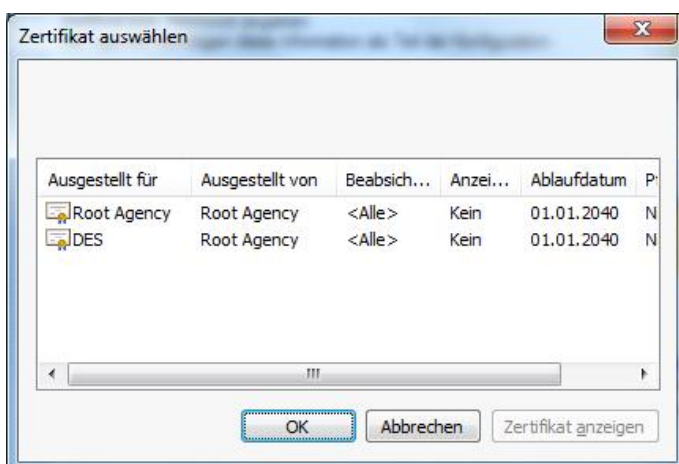 Zertifikat auswählen
Ausgestellt für Ausgestellt von Beabsich... Anzei... Ablaufdatum
Root Agency Root Agency <Alle> Kein 01.01.2040 N
DES Root Agency <Alle> Kein 01.01.2040 N
OK Abbrechen Zertifikat anzeigen